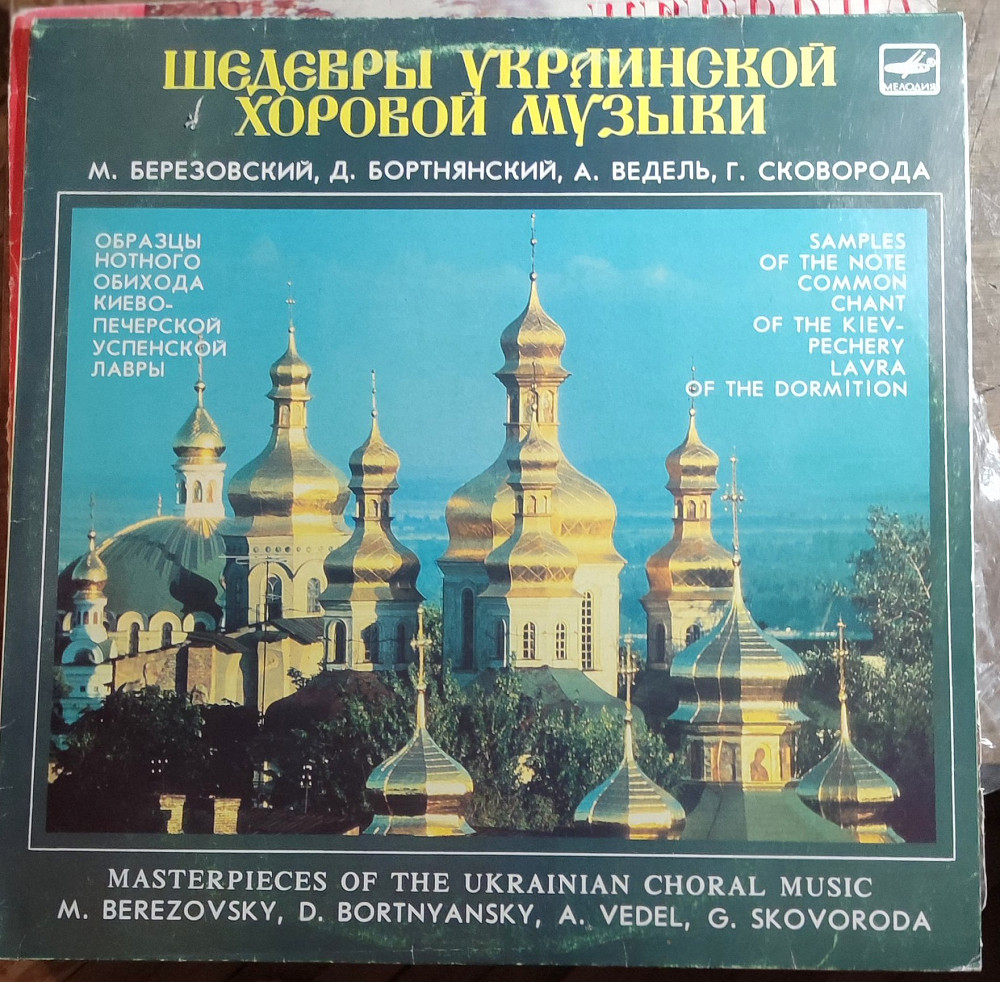 ШЕДЕВРЫ УКРАИНСКОЙ
ХОРОВОЙ МУЗЫКИ
МЕЛОДИЯ
М. БЕРЕЗОВСКИЙ, Д. БОРТНЯНСКИЙ, А. ВЕДЕЛЬ, Г. СКОВОРОДА
ОБРАЗЦЫ
НОТНОГО
ОБИХОДА
КИЕВО-
ПЕЧЕРСКОЙ
УСПЕНСКОЙ
ЛАВРЫ
SAMPLES
OF THE NOTE
COMMON
CHANT
OF THE KIEV-
PECHERY
LAVRA
OF THE DORMITION
MASTERPIECES OF THE UKRAINIAN CHORAL MUSIC
M. BEREZOVSKY, D. BORTNYANSKY, A. VEDEL, G. SKOVORODA